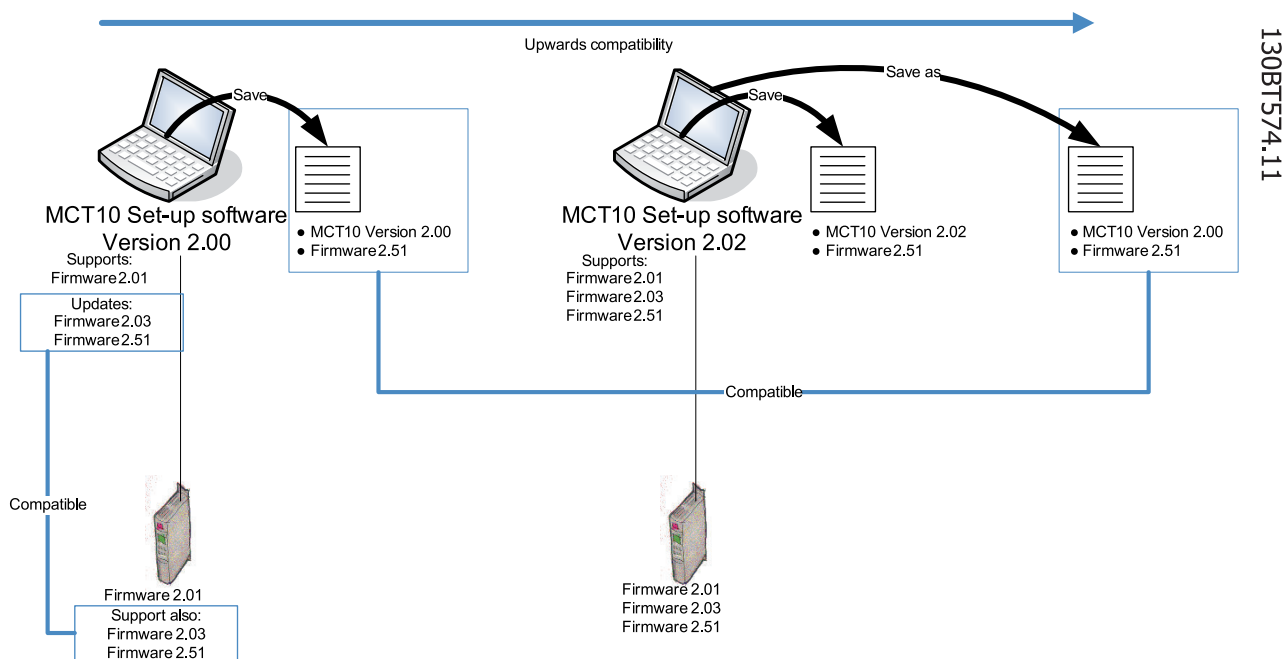 Upwards compatibility
130BT574.11
Save
MCT10 Set-up software
Version 2.00
Supports:
Firmware 2.01
Updates:
Firmware 2.03
Firmware 2.51
• MCT10 Version 2.00
• Firmware 2.51
Save
Save as
MCT10 Set-up software
Version 2.02
Supports:
Firmware 2.01
Firmware 2.03
Firmware 2.51
• MCT10 Version 2.02
• Firmware 2.51
• MCT10 Version 2.00
• Firmware 2.51
Compatible
Compatible
Firmware 2.01
Support also:
Firmware 2.03
Firmware 2.51
Firmware 2.01
Firmware 2.03
Firmware 2.51